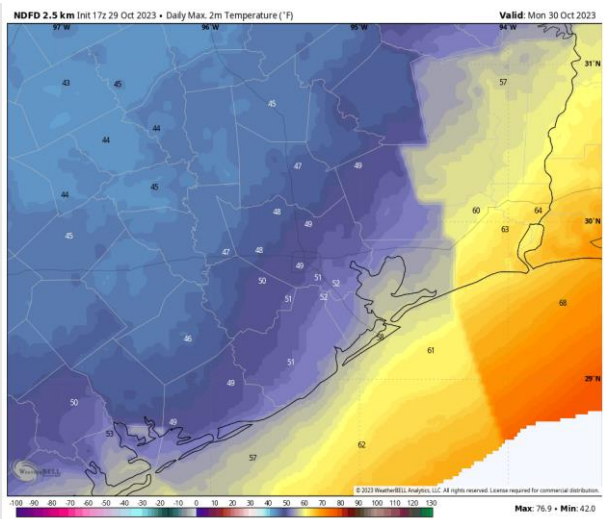 NDFD 2.5 km Init 17z 29 Oct 2023 • Daily Max. 2m Temperature (°F)
Valid: Mon 30 Oct 2023
97°W 96°W 95°W 94°W
31°N
43 45 57
45
44 44
47 49
44 45
48 60 64
45 49 63
30°N
47 48
49
50 51 52
51 52
68
58
46 61
51
29°N
49
50
49
53
57 62
WeatherBELL
© 2023 WeatherBELL Analytics, LLC. All rights reserved. License required for commercial distribution.
-100 -90 -80 -70 -60 -50 -40 -30 -20 -10 0 10 20 30 40 50 60 70 80 90 100 110 120 130
Max: 76.9 • Min: 42.0